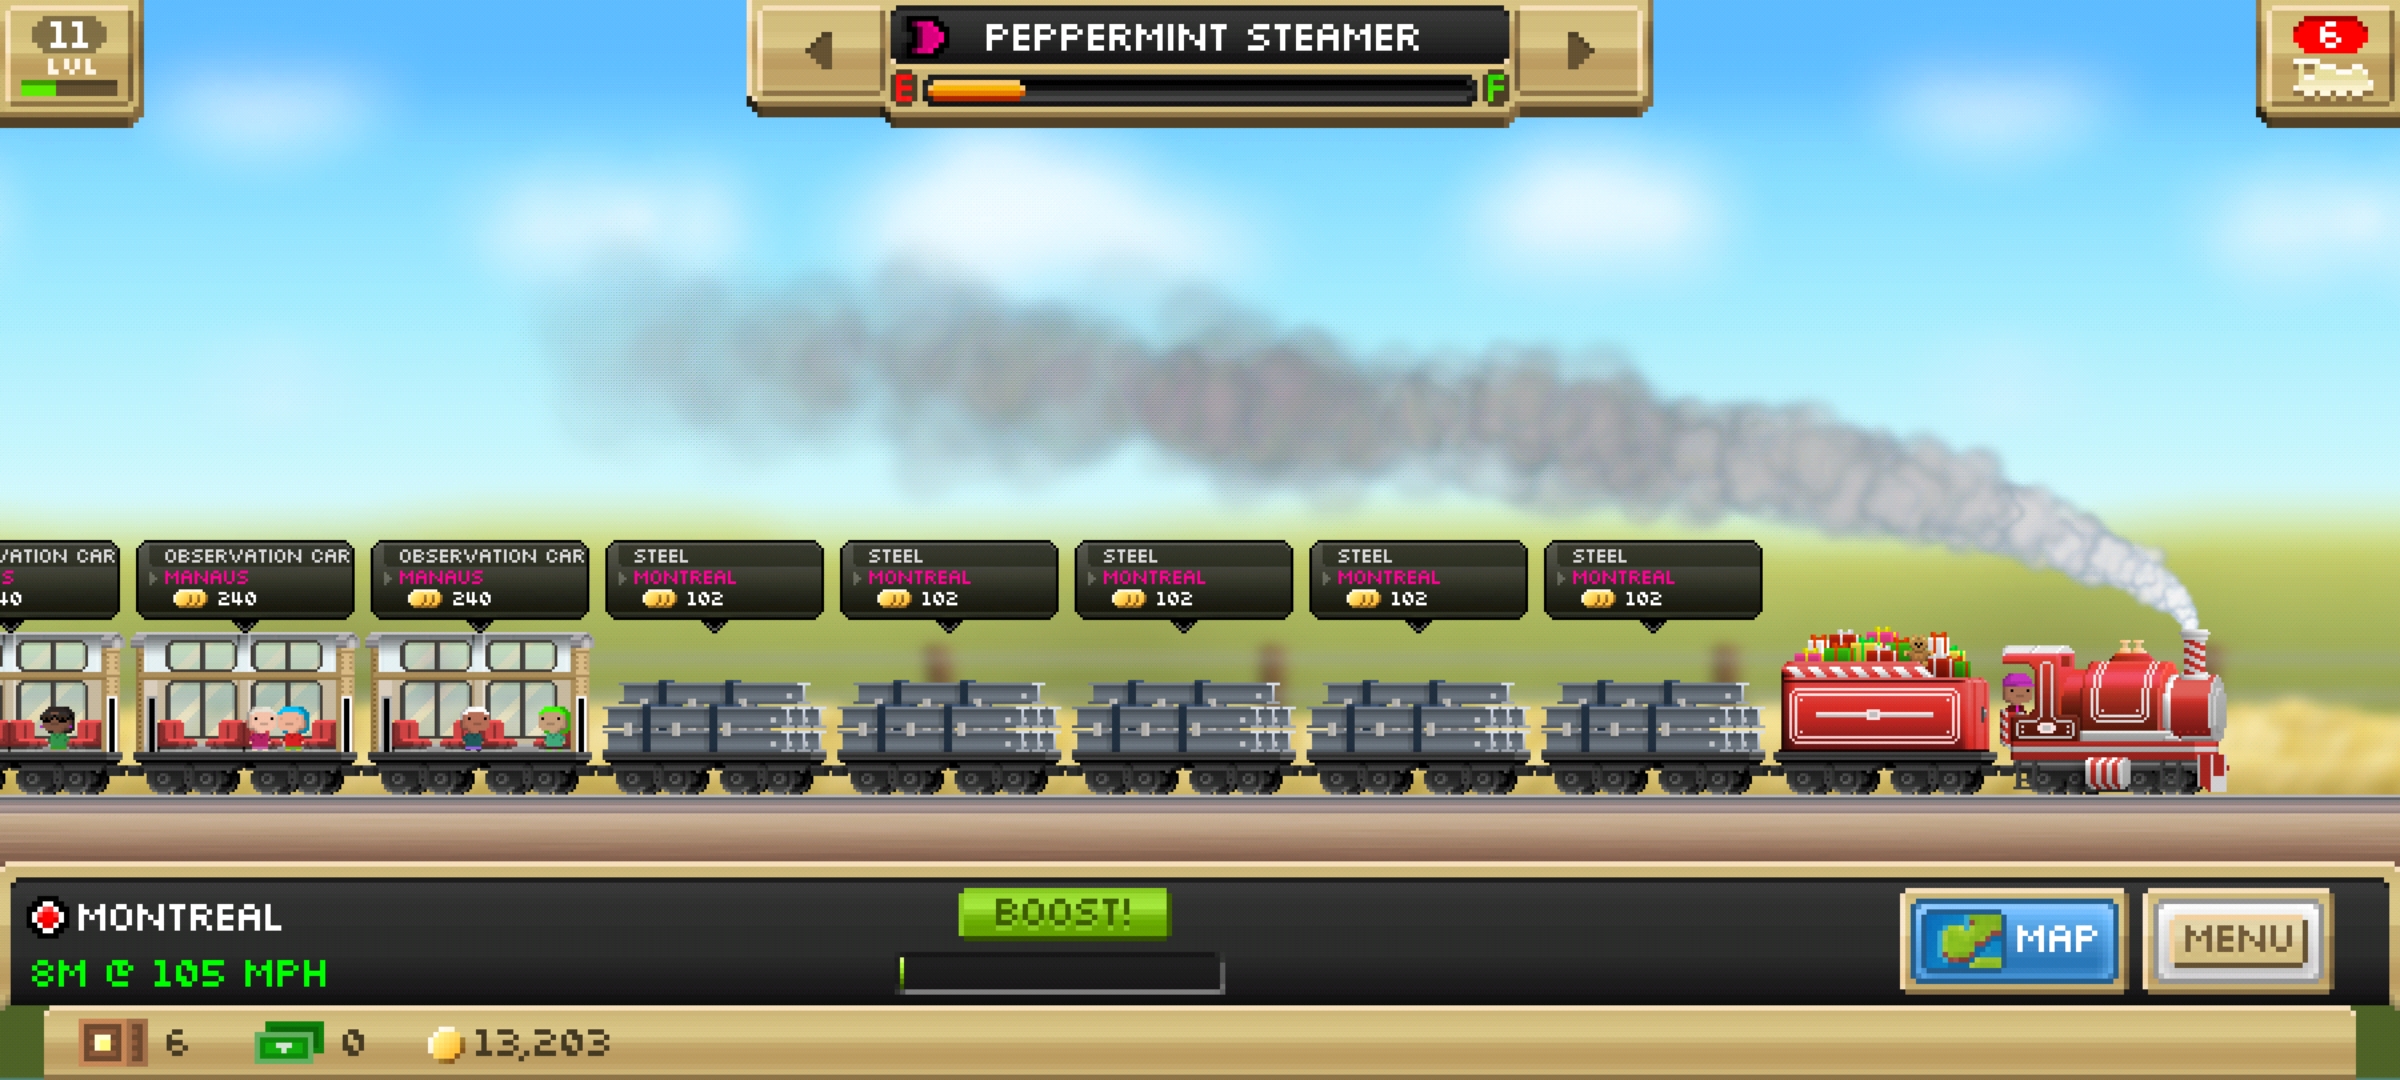 11
LVL
PEPPERMINT STEAMER
E F
6
VATION CAR
S
40
OBSERVATION CAR
MANAUS
240
OBSERVATION CAR
MANAUS
240
STEEL
MONTREAL
102
STEEL
MONTREAL
102
STEEL
MONTREAL
102
STEEL
MONTREAL
102
STEEL
MONTREAL
102
MONTREAL
8M @ 105 MPH
BOOST!
MAP
MENU
6 0 13,203